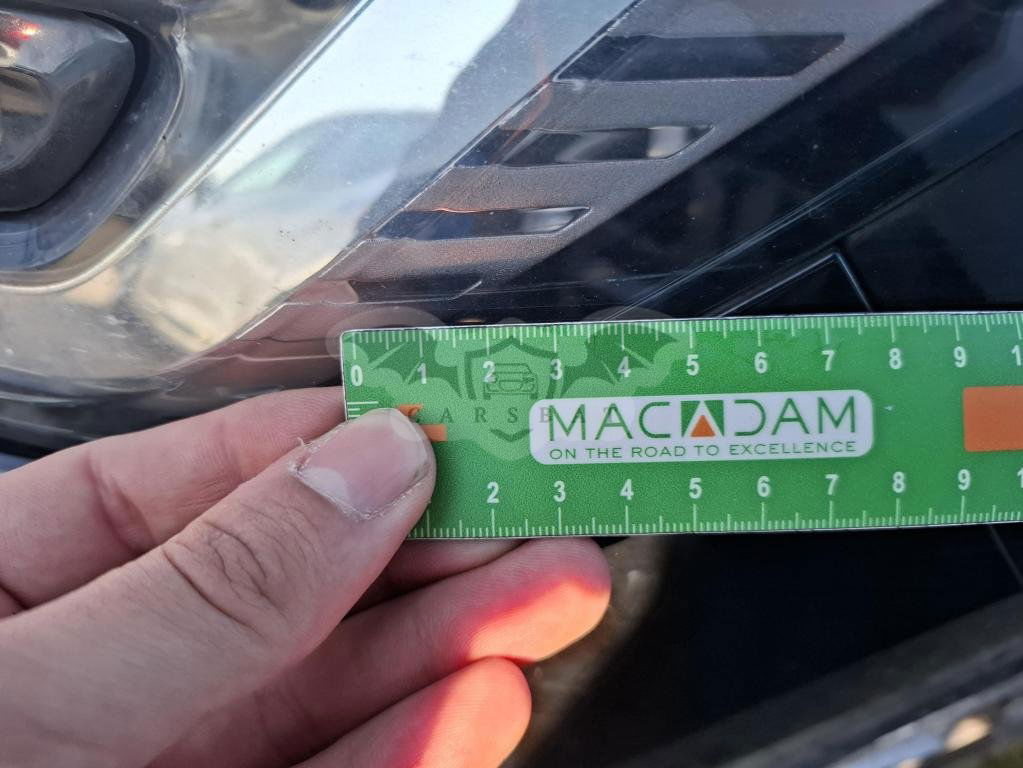 0 1 2 3 4 5 6 7 8 9 1
CARSB
MACADAM
ON THE ROAD TO EXCELLENCE
2 3 4 5 6 7 8 9 1